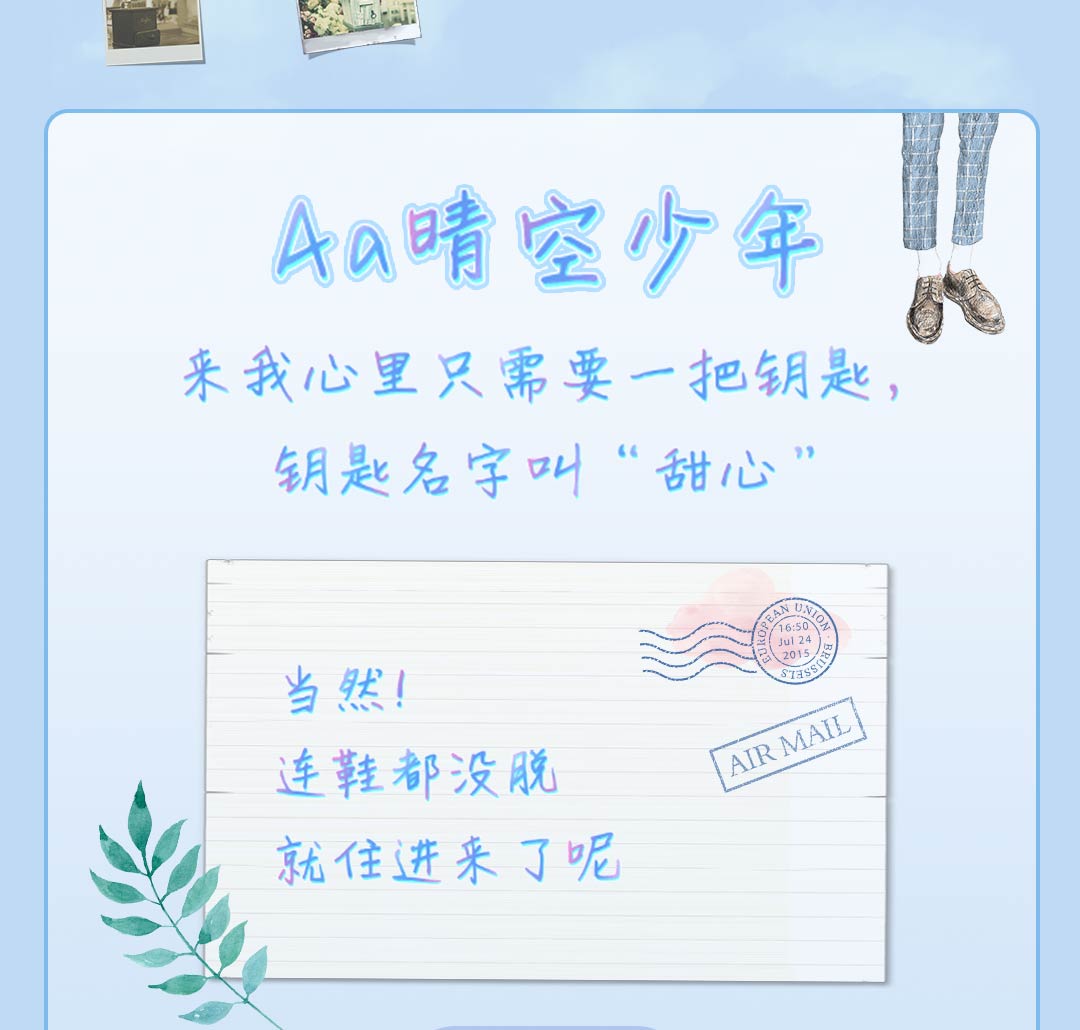 Aa晴空少年
来我心里只需要一把钥匙，
钥匙名字叫“甜心”
EUROPEAN UNION · BRUSSELS ·
16:50
Jul 24
2015
当然！
AIR MAIL
连鞋都没脱
就住进来了呢